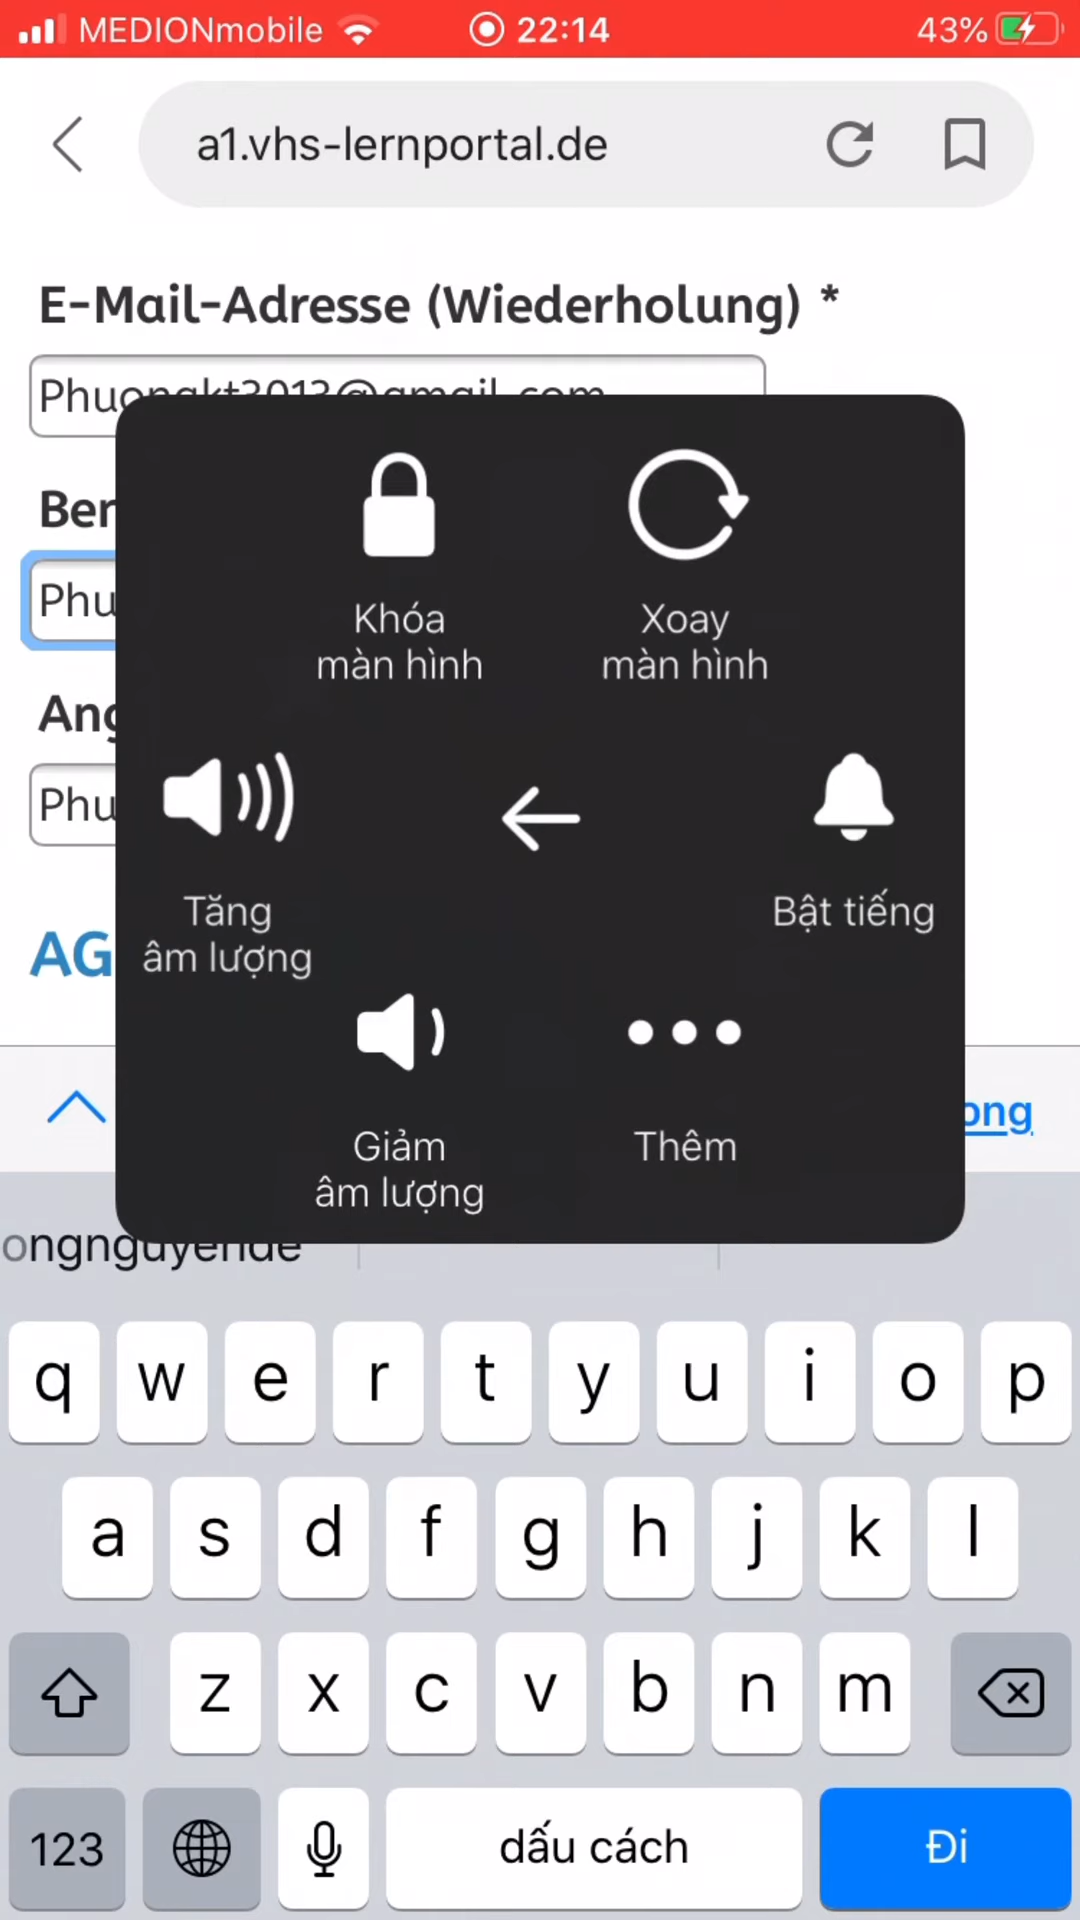 MEDIONmobile 22:14 43%
a1.vhs-lernportal.de
E-Mail-Adresse (Wiederholung) *
Phuongkt3013@gmail.com
Ber
Phu
Ang
Phu
AG
Khóa
màn hình
Xoay
màn hình
Tăng
âm lượng
Bật tiếng
Giảm
âm lượng
Thêm
ong
ongnguyende
q w e r t y u i o p
a s d f g h j k l
z x c v b n m
123 dấu cách Đi